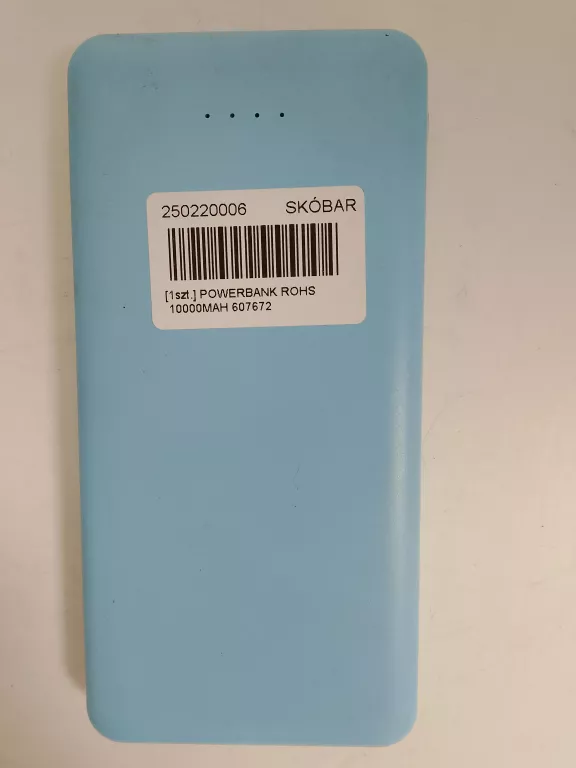 250220006 SKÓBAR
[1szt.] POWERBANK ROHS
10000MAH 607672